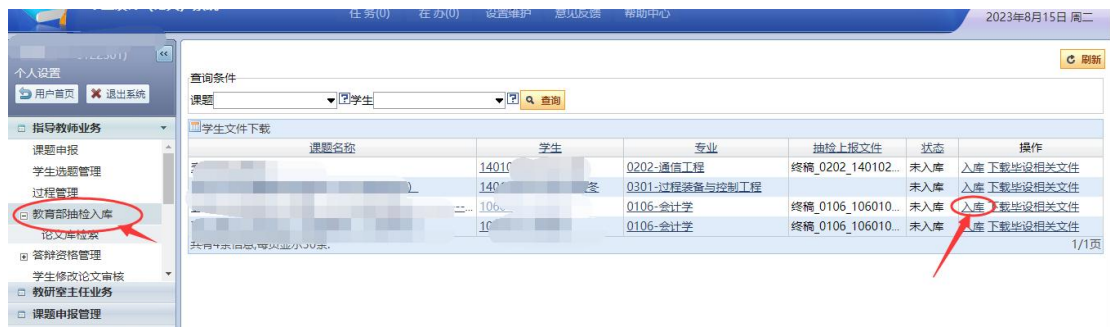 任务(0) 在办(0) 设置维护 意见反馈 帮助中心
2023年8月15日 周二
个人设置
用户首页 退出系统
指导教师业务
课题申报
学生选题管理
过程管理
教育部抽检入库
论文库检索
答辩资格管理
学生修改论文审核
教研室主任业务
课题申报管理
刷新
查询条件
课题 学生 查询
学生文件下载
课题名称 学生 专业 抽检上报文件 状态 操作
14010 0202-通信工程 终稿_0202_140102... 未入库 入库 下载毕设相关文件
冬 0301-过程装备与控制工程 未入库 入库 下载毕设相关文件
0106-会计学 终稿_0106_106010... 未入库 入库 下载毕设相关文件
0106-会计学 终稿_0106_106010... 未入库 入库 下载毕设相关文件
共有4条信息,每页显示30条.
1/1页